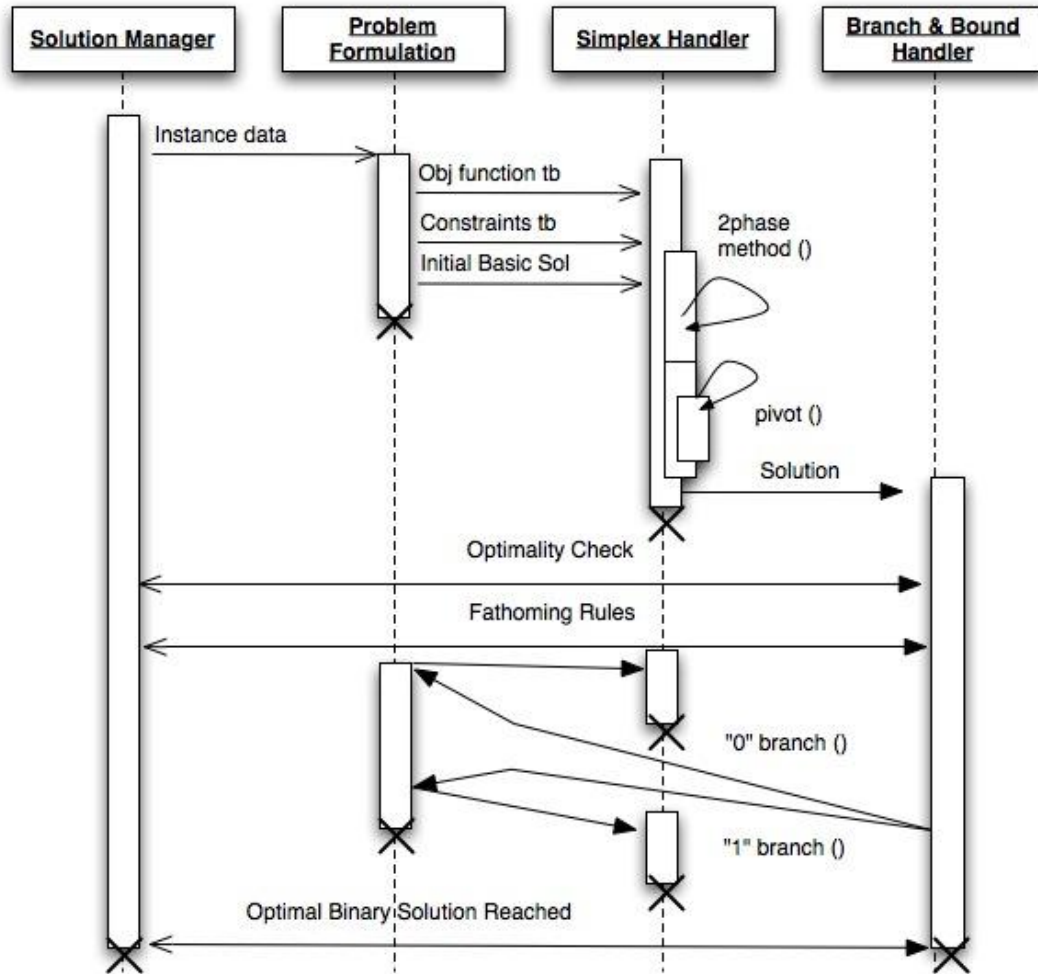 Solution Manager
Problem
Formulation
Simplex Handler
Branch & Bound
Handler
Instance data
Obj function tb
Constraints tb
Initial Basic Sol
2phase
method ()
pivot ()
Solution
Optimality Check
Fathoming Rules
"0" branch ()
"1" branch ()
Optimal Binary Solution Reached